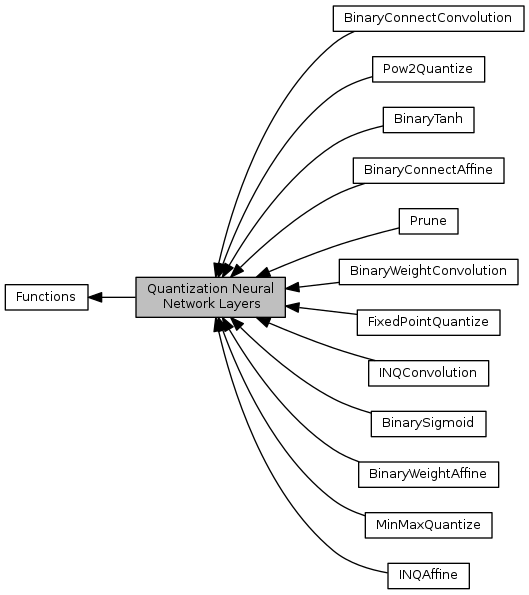 BinaryConnectConvolution
Pow2Quantize
BinaryTanh
BinaryConnectAffine
Prune
BinaryWeightConvolution
Functions
Quantization Neural
Network Layers
FixedPointQuantize
INQConvolution
BinarySigmoid
BinaryWeightAffine
MinMaxQuantize
INQAffine